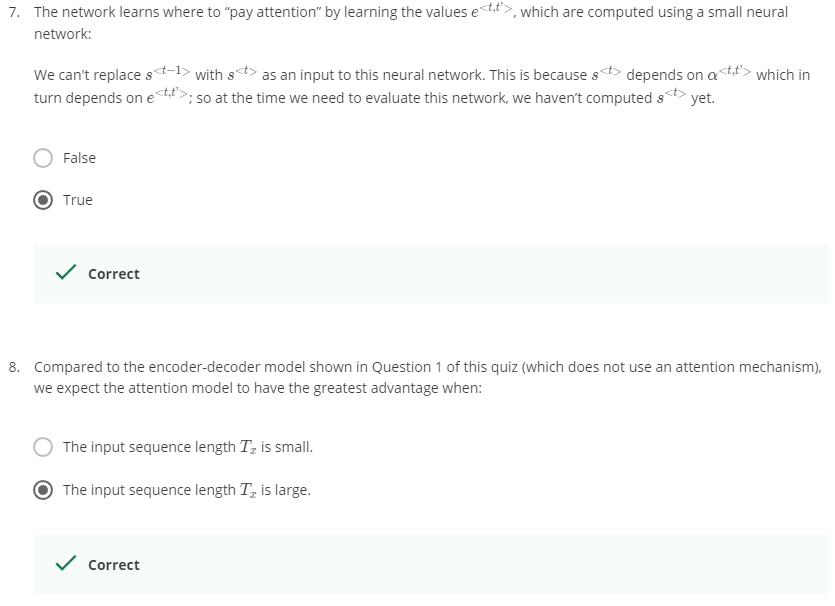 7. The network learns where to “pay attention” by learning the values e^{<t,t'>}, which are computed using a small neural
network:
We can't replace s^{<t−1>} with s^{<t>} as an input to this neural network. This is because s^{<t>} depends on α^{<t,t'>} which in
turn depends on e^{<t,t'>}; so at the time we need to evaluate this network, we haven’t computed s^{<t>} yet.
False
True
Correct
8. Compared to the encoder-decoder model shown in Question 1 of this quiz (which does not use an attention mechanism),
we expect the attention model to have the greatest advantage when:
The input sequence length T_x is small.
The input sequence length T_x is large.
Correct